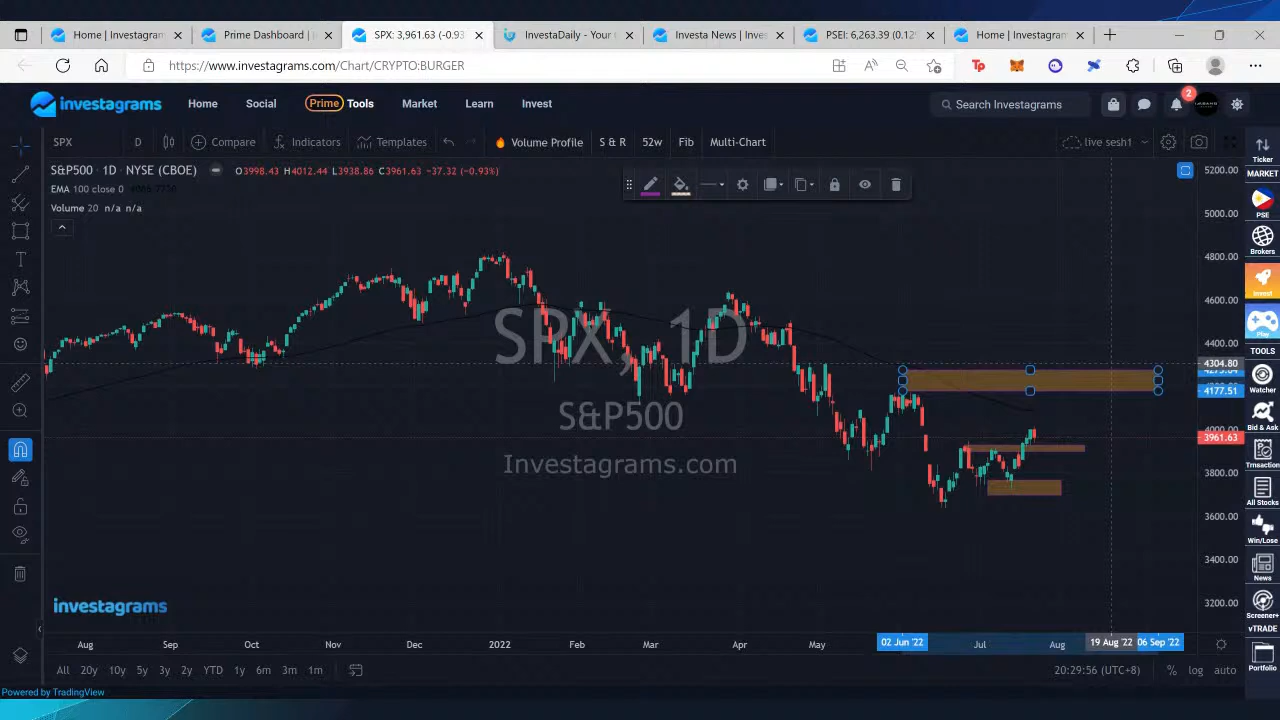 Home | Investagram
Prime Dashboard | I
SPX: 3,961.63 (-0.93
InvestaDaily - Your
Investa News | Inves
PSEI: 6,263.39 (0.129
Home | Investagram
https://www.investagrams.com/Chart/CRYPTO:BURGER
investagrams
Home
Social
Prime Tools
Market
Learn
Invest
Search Investagrams
2
SPX
D
Compare
Indicators
Templates
Volume Profile
S & R
52w
Fib
Multi-Chart
live sesh1
S&P500 · 1D · NYSE (CBOE)
O3998.43 H4012.44 L3938.86 C3961.63 -37.32 (-0.93%)
EMA 100 close 0
Volume 20 n/a n/a
SPX, 1D
S&P500
Investagrams.com
5200.00
5000.00
4800.00
4600.00
4400.00
4304.80
4177.51
4000.00
3961.63
3800.00
3600.00
3400.00
3200.00
investagrams
Aug
Sep
Oct
Nov
Dec
2022
Feb
Mar
Apr
May
02 Jun '22
Jul
Aug
19 Aug '22
06 Sep '22
All
20y
10y
5y
3y
2y
YTD
1y
6m
3m
1m
20:29:56 (UTC+8)
%
log
auto
Powered by TradingView
Ticker
MARKET
PSE
Brokers
Invest
Play
TOOLS
Watcher
Bid & Ask
Trnsaction
All Stocks
Win/Lose
News
Screener+
vTRADE
Portfolio